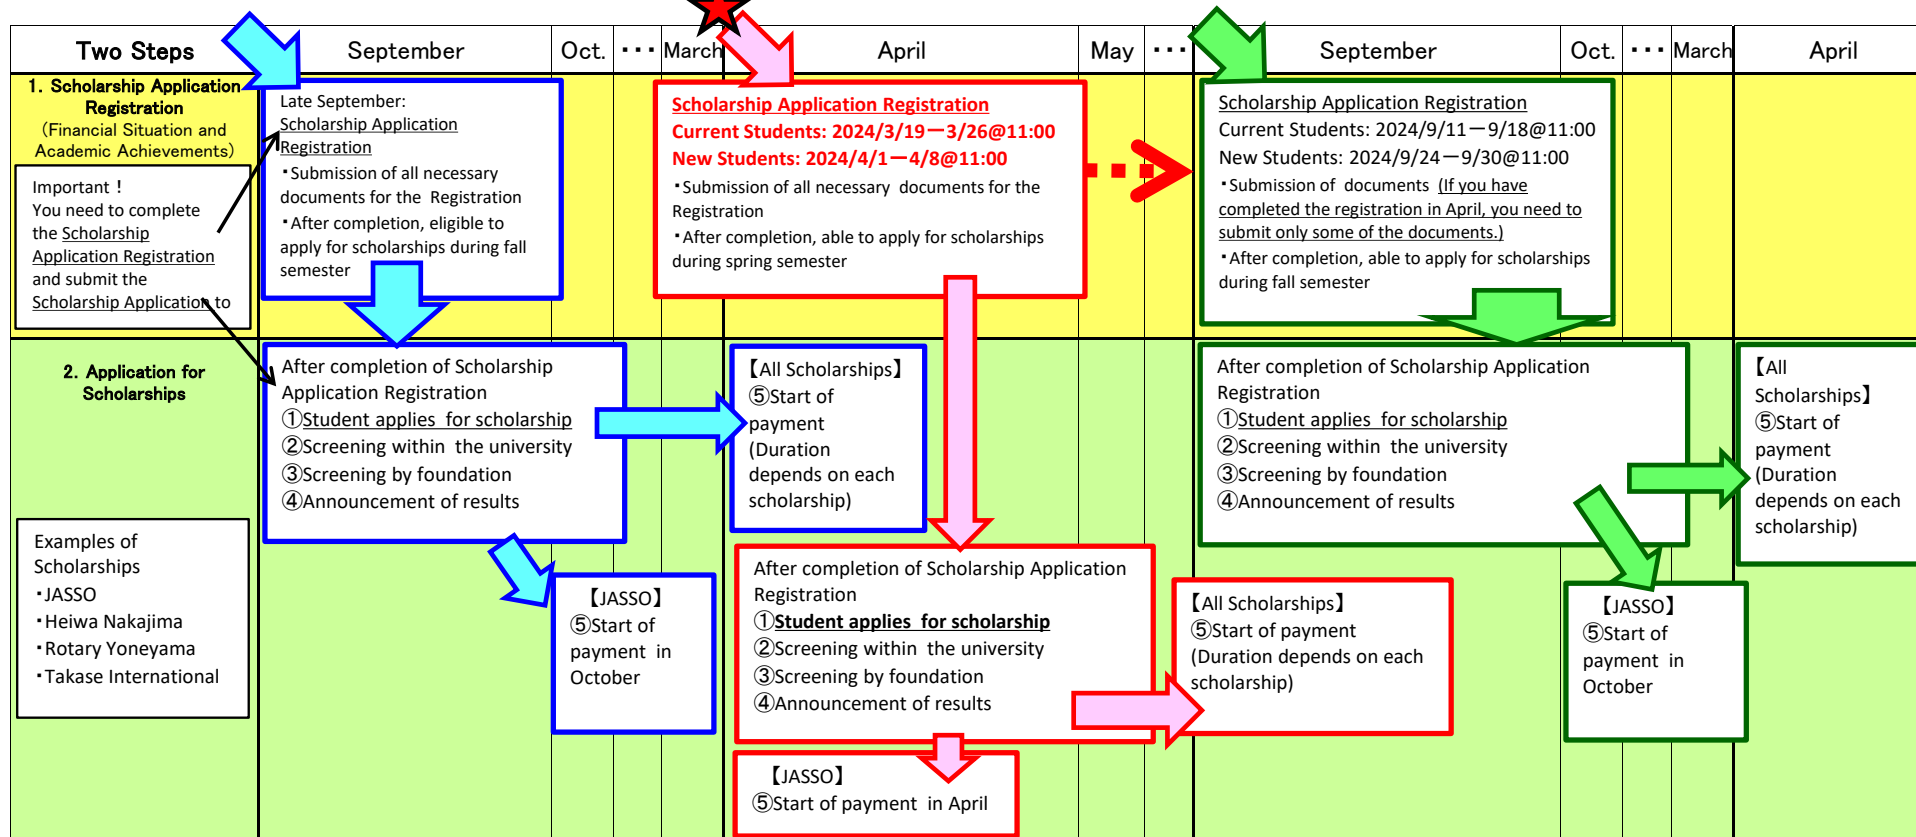 Two Steps
September
Oct.
・・・
March
April
May
・・・
September
Oct.
・・・
March
April
1. Scholarship Application
Registration
(Financial Situation and
Academic Achievements)
Important！
You need to complete
the Scholarship
Application Registration
and submit the
Scholarship Application to
Late September:
Scholarship Application
Registration
・Submission of all necessary
documents for the Registration
・After completion, eligible to
apply for scholarships during fall
semester
Scholarship Application Registration
Current Students: 2024/3/19－3/26@11:00
New Students: 2024/4/1－4/8@11:00
・Submission of all necessary documents for the
Registration
・After completion, able to apply for scholarships
during spring semester
Scholarship Application Registration
Current Students: 2024/9/11－9/18@11:00
New Students: 2024/9/24－9/30@11:00
・Submission of documents (If you have
completed the registration in April, you need to
submit only some of the documents.)
・After completion, able to apply for scholarships
during fall semester
2. Application for
Scholarships
Examples of
Scholarships
・JASSO
・Heiwa Nakajima
・Rotary Yoneyama
・Takase International
After completion of Scholarship
Application Registration
①Student applies for scholarship
②Screening within the university
③Screening by foundation
④Announcement of results
【JASSO】
⑤Start of
payment in
October
【All Scholarships】
⑤Start of
payment
(Duration
depends on each
scholarship)
After completion of Scholarship Application
Registration
①Student applies for scholarship
②Screening within the university
③Screening by foundation
④Announcement of results
【JASSO】
⑤Start of payment in April
【All Scholarships】
⑤Start of payment
(Duration depends on each
scholarship)
After completion of Scholarship Application
Registration
①Student applies for scholarship
②Screening within the university
③Screening by foundation
④Announcement of results
【JASSO】
⑤Start of
payment in
October
【All
Scholarships】
⑤Start of
payment
(Duration
depends on each
scholarship)